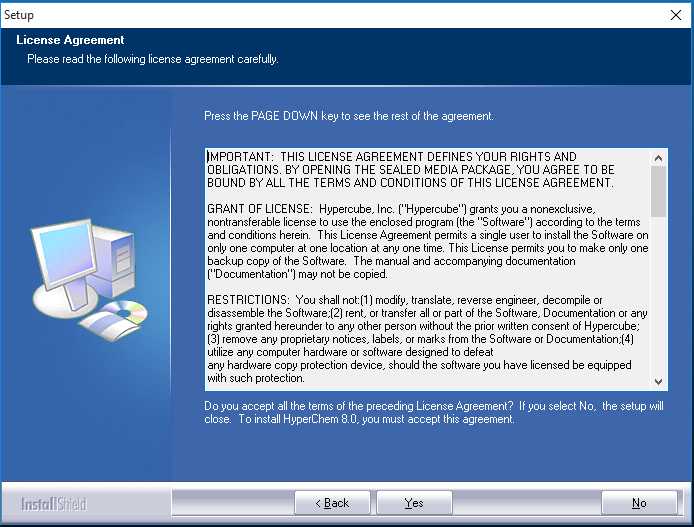 Setup
License Agreement
Please read the following license agreement carefully.
Press the PAGE DOWN key to see the rest of the agreement.
IMPORTANT:  THIS LICENSE AGREEMENT DEFINES YOUR RIGHTS AND
OBLIGATIONS. BY OPENING THE SEALED MEDIA PACKAGE, YOU AGREE TO BE
BOUND BY ALL THE TERMS AND CONDITIONS OF THIS LICENSE AGREEMENT.
GRANT OF LICENSE:  Hypercube, Inc. ("Hypercube") grants you a nonexclusive,
nontransferable license to use the enclosed program (the "Software") according to the terms
and conditions herein.  This License Agreement permits a single user to install the Software on
only one computer at one location at any one time. This License permits you to make only one
backup copy of the Software.  The manual and accompanying documentation
("Documentation") may not be copied.
RESTRICTIONS:  You shall not:(1) modify, translate, reverse engineer, decompile or
disassemble the Software;(2) rent, or transfer all or part of the Software, Documentation or any
rights granted hereunder to any other person without the prior written consent of Hypercube;
(3) remove any proprietary notices, labels, or marks from the Software or Documentation;(4)
utilize any computer hardware or software designed to defeat
any hardware copy protection device, should the software you have licensed be equipped
with such protection.
Do you accept all the terms of the preceding License Agreement?  If you select No,  the setup will
close.  To install HyperChem 8.0, you must accept this agreement.
InstallShield
< Back
Yes
No